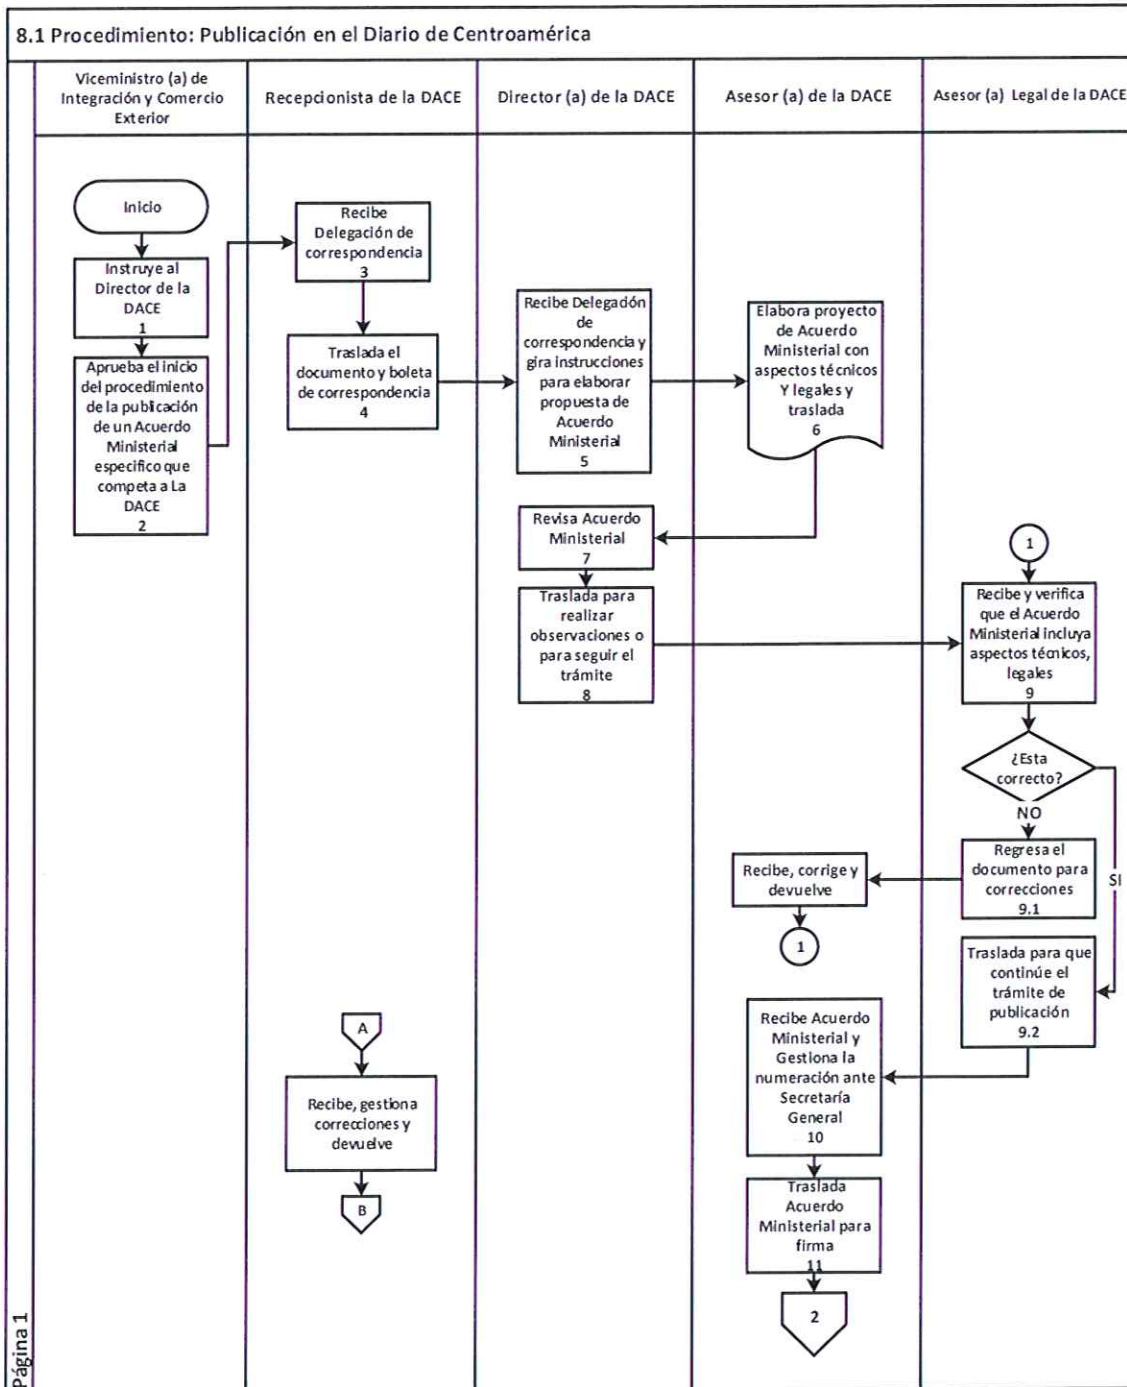 8.1 Procedimiento: Publicación en el Diario de Centroamérica
Viceministro (a) de
Integración y Comercio
Exterior
Recepcionista de la DACE
Director (a) de la DACE
Asesor (a) de la DACE
Asesor (a) Legal de la DACE
Inicio
Instruye al
Director de la
DACE
1
Aprueba el inicio
del procedimiento
de la publicación
de un Acuerdo
Ministerial
especifico que
competa a La
DACE
2
Recibe
Delegación de
correspondencia
3
Traslada el
documento y boleta
de correspondencia
4
Recibe Delegación
de
correspondencia y
gira instrucciones
para elaborar
propuesta de
Acuerdo
Ministerial
5
Elabora proyecto
de Acuerdo
Ministerial con
aspectos técnicos
Y legales y
traslada
6
Revisa Acuerdo
Ministerial
7
Traslada para
realizar
observaciones o
para seguir el
trámite
8
1
Recibe y verifica
que el Acuerdo
Ministerial incluya
aspectos técnicos,
legales
9
¿Esta
correcto?
NO
SI
Regresa el
documento para
correcciones
9.1
Recibe, corrige y
devuelve
1
Traslada para que
continúe el
trámite de
publicación
9.2
Recibe Acuerdo
Ministerial y
Gestiona la
numeración ante
Secretaría
General
10
Traslada
Acuerdo
Ministerial para
firma
11
2
A
Recibe, gestiona
correcciones y
devuelve
B
Página 1